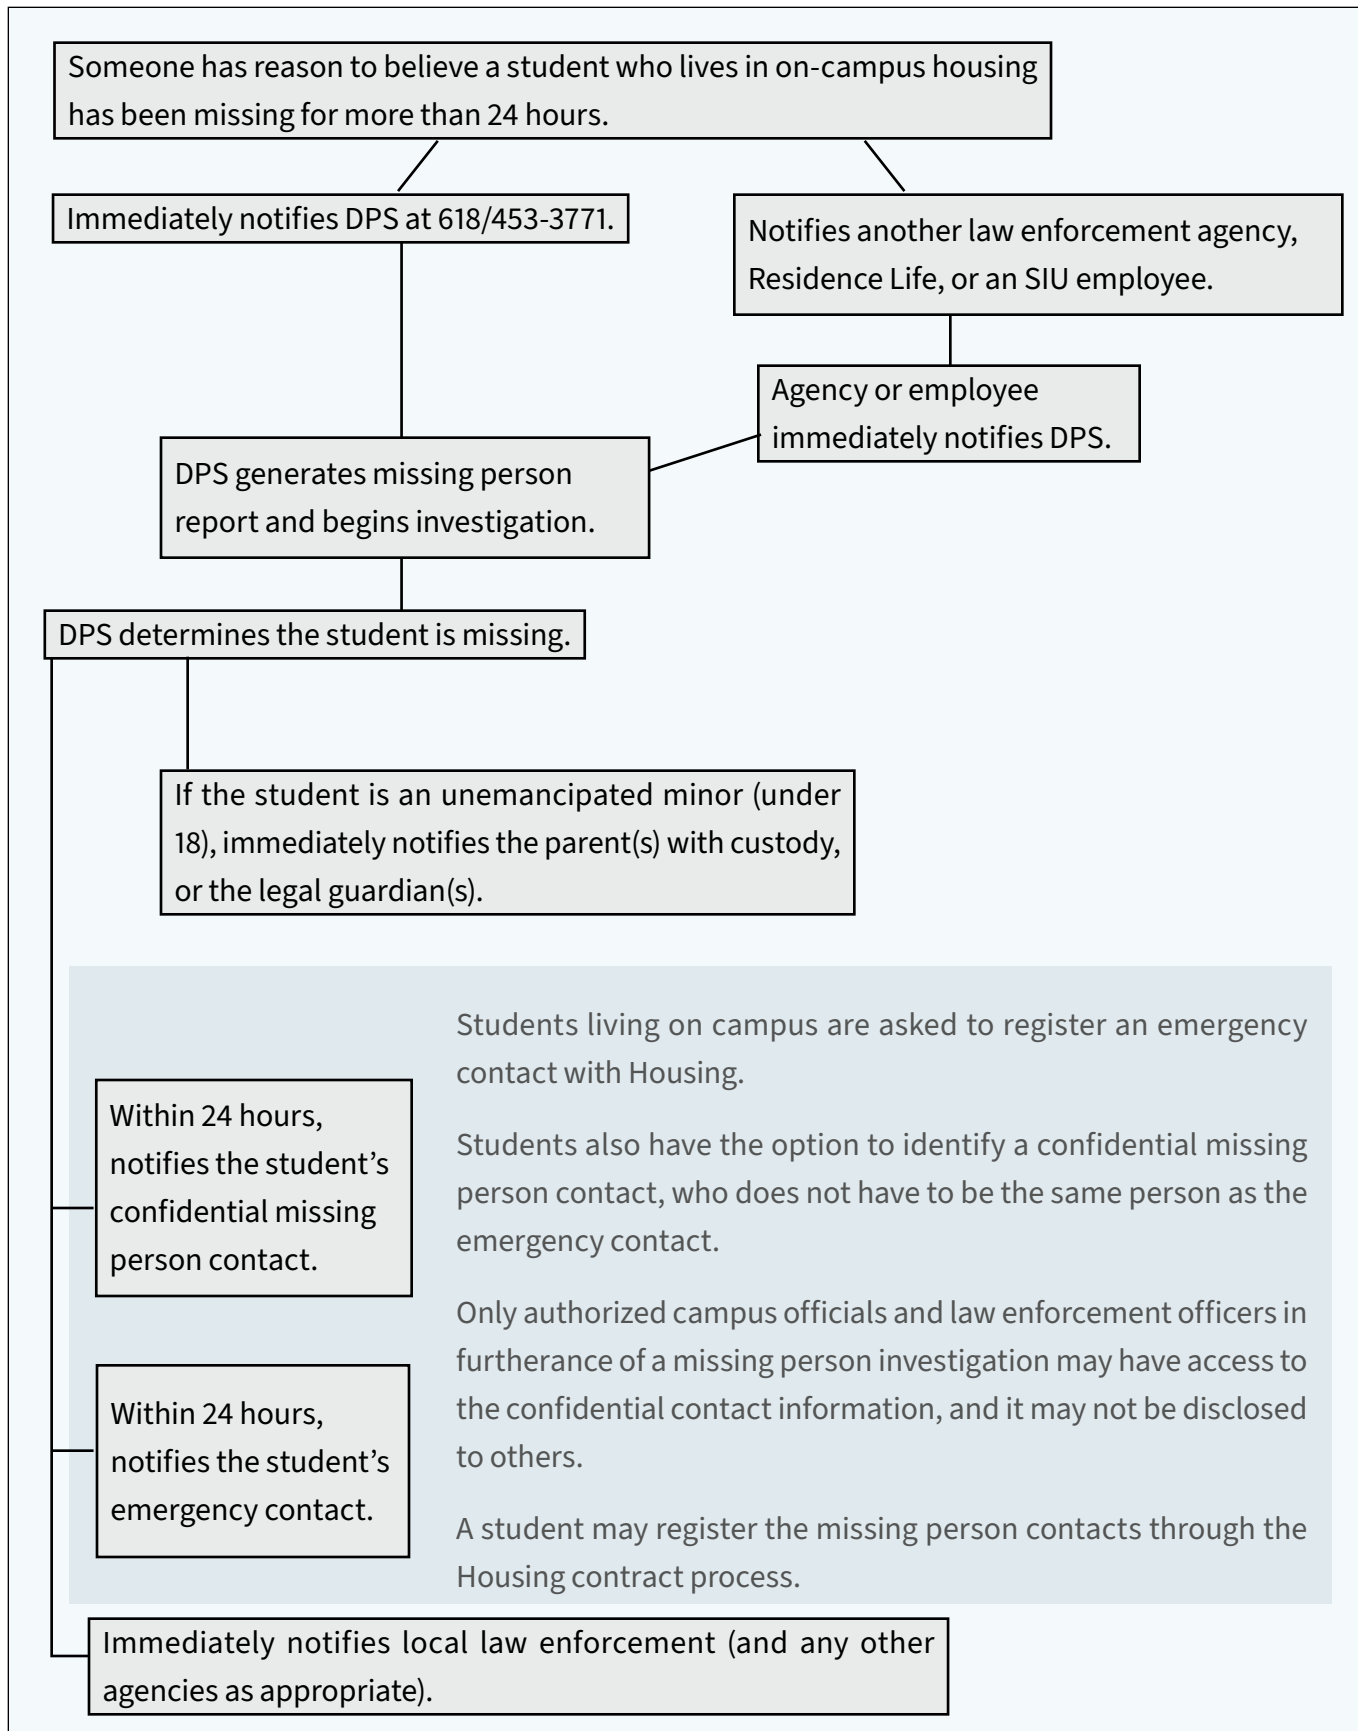 Someone has reason to believe a student who lives in on-campus housing
has been missing for more than 24 hours.
Immediately notifies DPS at 618/453-3771.
Notifies another law enforcement agency,
Residence Life, or an SIU employee.
Agency or employee
immediately notifies DPS.
DPS generates missing person
report and begins investigation.
DPS determines the student is missing.
If the student is an unemancipated minor (under
18), immediately notifies the parent(s) with custody,
or the legal guardian(s).
Students living on campus are asked to register an emergency
contact with Housing.
Students also have the option to identify a confidential missing
person contact, who does not have to be the same person as the
emergency contact.
Only authorized campus officials and law enforcement officers in
furtherance of a missing person investigation may have access to
the confidential contact information, and it may not be disclosed
to others.
A student may register the missing person contacts through the
Housing contract process.
Within 24 hours,
notifies the student’s
confidential missing
person contact.
Within 24 hours,
notifies the student’s
emergency contact.
Immediately notifies local law enforcement (and any other
agencies as appropriate).